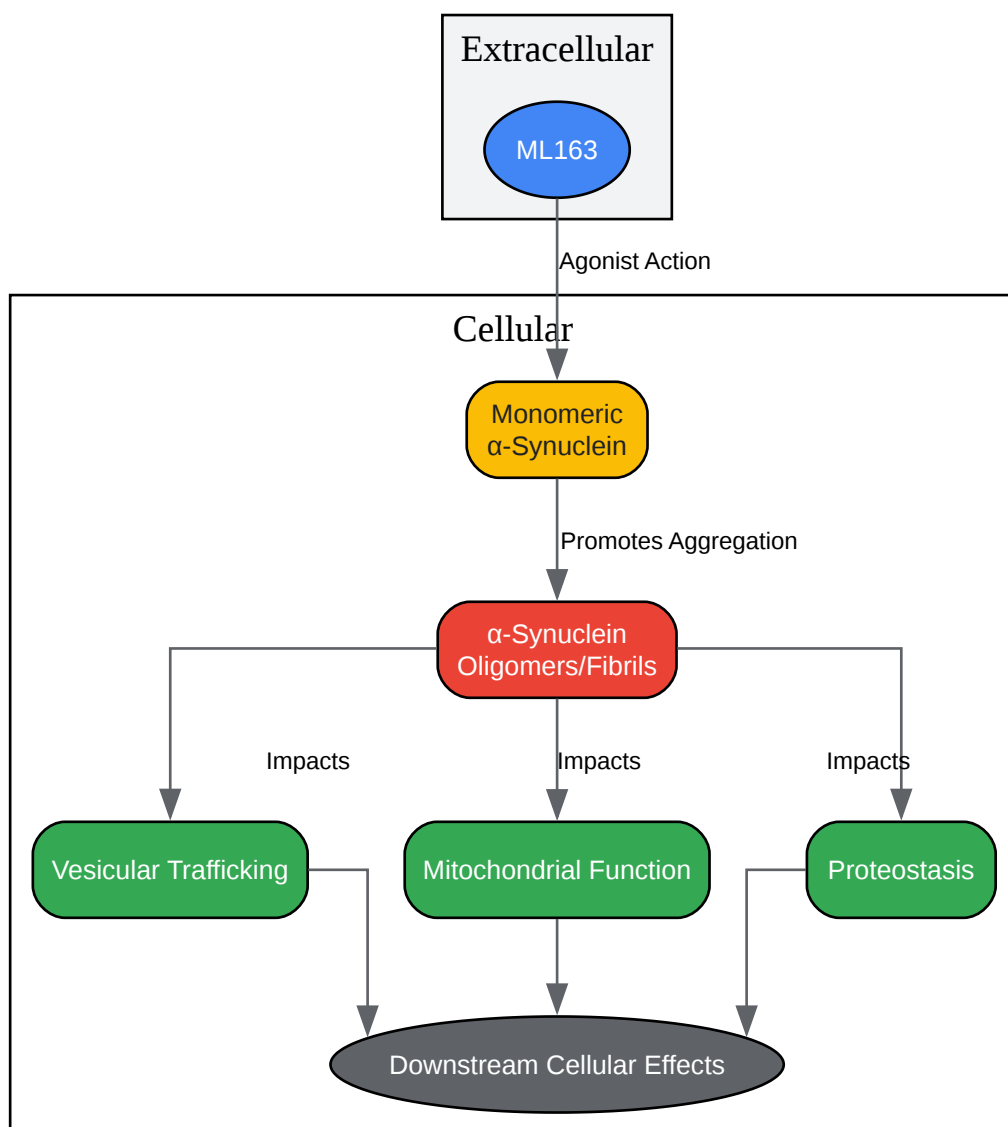 Extracellular
ML163
Agonist Action
Cellular
Monomeric
α-Synuclein
Promotes Aggregation
α-Synuclein
Oligomers/Fibrils
Impacts
Impacts
Impacts
Vesicular Trafficking
Mitochondrial Function
Proteostasis
Downstream Cellular Effects